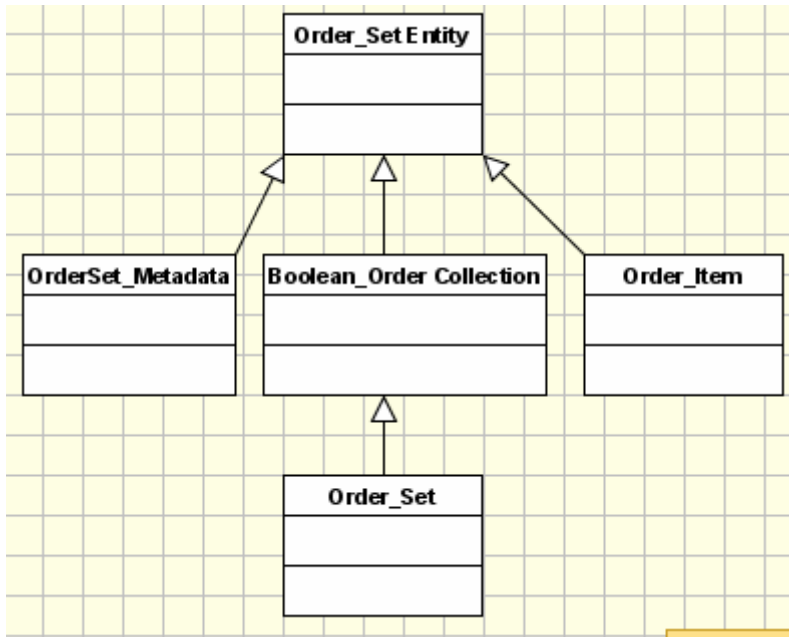 Order_Set Entity
OrderSet_Metadata
Boolean_Order Collection
Order_Item
Order_Set